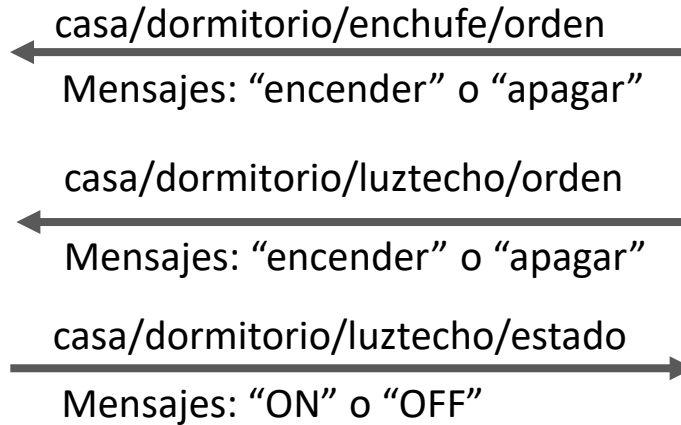 casa/dormitorio/enchufe/orden
Mensajes: “encender” o “apagar”
casa/dormitorio/luztecho/orden
Mensajes: “encender” o “apagar”
casa/dormitorio/luztecho/estado
Mensajes: “ON” o “OFF”